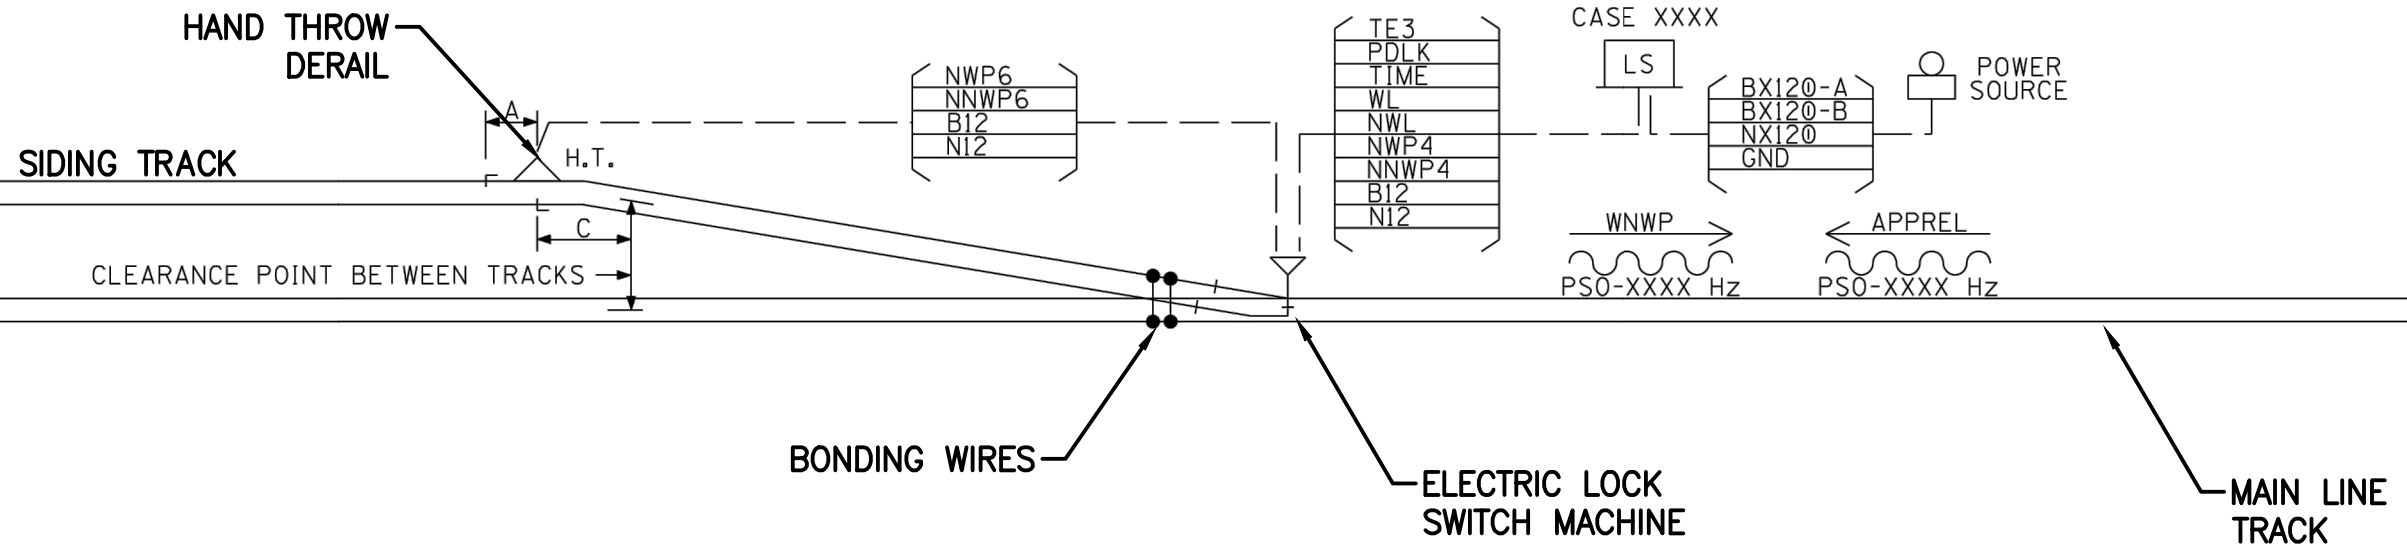 HAND THROW
DERAIL
A
H.T.
SIDING TRACK
C
CLEARANCE POINT BETWEEN TRACKS
NWP6
NNWP6
B12
N12
TE3
PDLK
TIME
WL
NWL
NWP4
NNWP4
B12
N12
CASE XXXX
LS
BX120-A
BX120-B
NX120
GND
POWER
SOURCE
WNWP
PSO-XXXX Hz
APPREL
PSO-XXXX Hz
BONDING WIRES
ELECTRIC LOCK
SWITCH MACHINE
MAIN LINE
TRACK